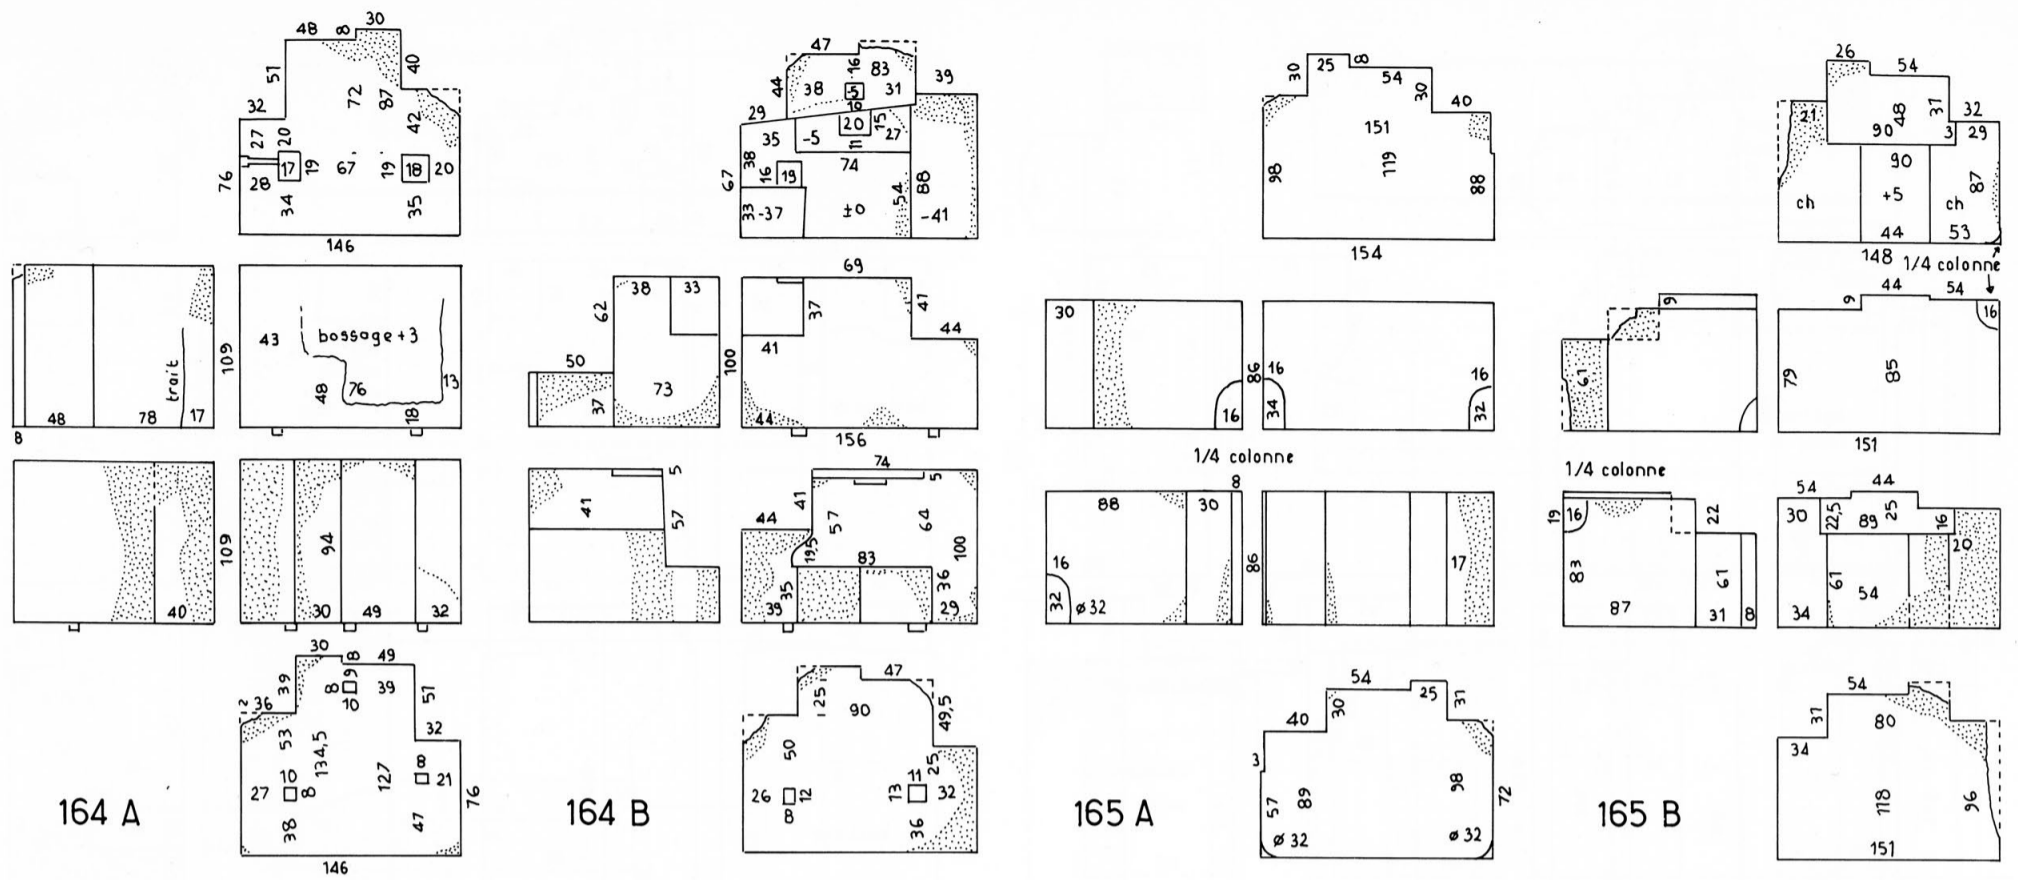 48 8 30
51 40
72 87
32 42
27 20
17 19 67 19 18 20
76 28 34 35
146
47
16 83 39
44 38 -5 31
29 10
20 15
35 -5 11 27
38 74
16 19
67 54 88
33 -37 ±0 -41
30 25 8
54
30 40
151
98 119 88
154
26
54
21 48 31 32
90 3 29
90
+5 87
ch ch
44 53
148
1/4 colonne
43 bossage +3
109
trait
48 76 13
48 78 17 18
8
69
38 33
62 37 41
44
41
50 100
73
37
44
156
30
86 16 16
16 34 32
1/4 colonne
44
9 9 54
16
61 79 85
151
1/4 colonne
109 94
40 30 49 32
74
5 5
41 41
44 57 57 64
19,5 83 100
35 36
39 29
8
88 30
86 17
16
32 ø 32
54 44
19 16 22 30 22,5 89 25 16
20
83 61 61
54
87 31 8 34
30 8 49
39 8 9 39 51
2 36 10
32
53 134,5
127 8
10 21
27 8 76
38 47
146
164 A
47
25
90 49,5
50
25
11
26 12 13 32
8 36
164 B
54
25 31
40 30
3
98
57 89 72
ø 32 ø 32
165 A
54
31 80
34
118 96
151
165 B